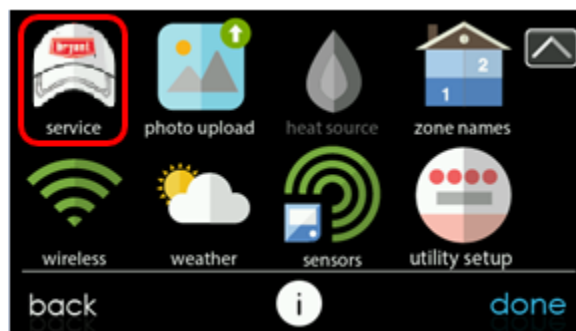 bryant
service
photo upload
heat source
2
1
zone names
wireless
weather
sensors
utility setup
back
i
done